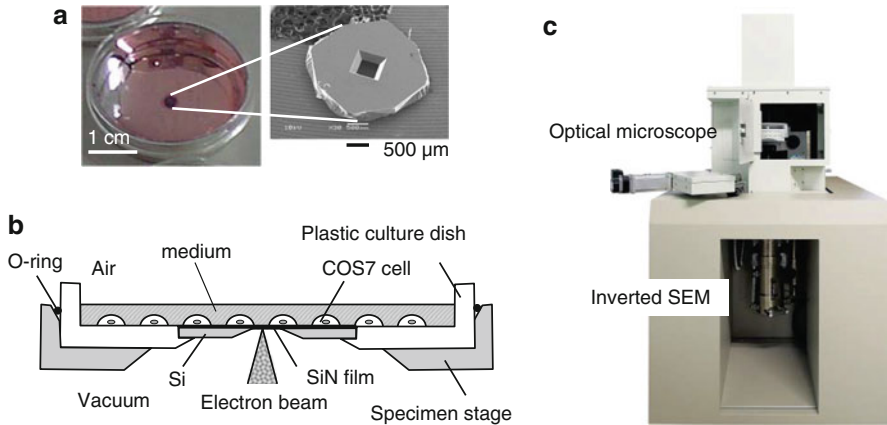 a
1 cm
500 µm
b
O-ring
Air
medium
Plastic culture dish
COS7 cell
Si
SiN film
Vacuum
Electron beam
Specimen stage
c
Optical microscope
Inverted SEM